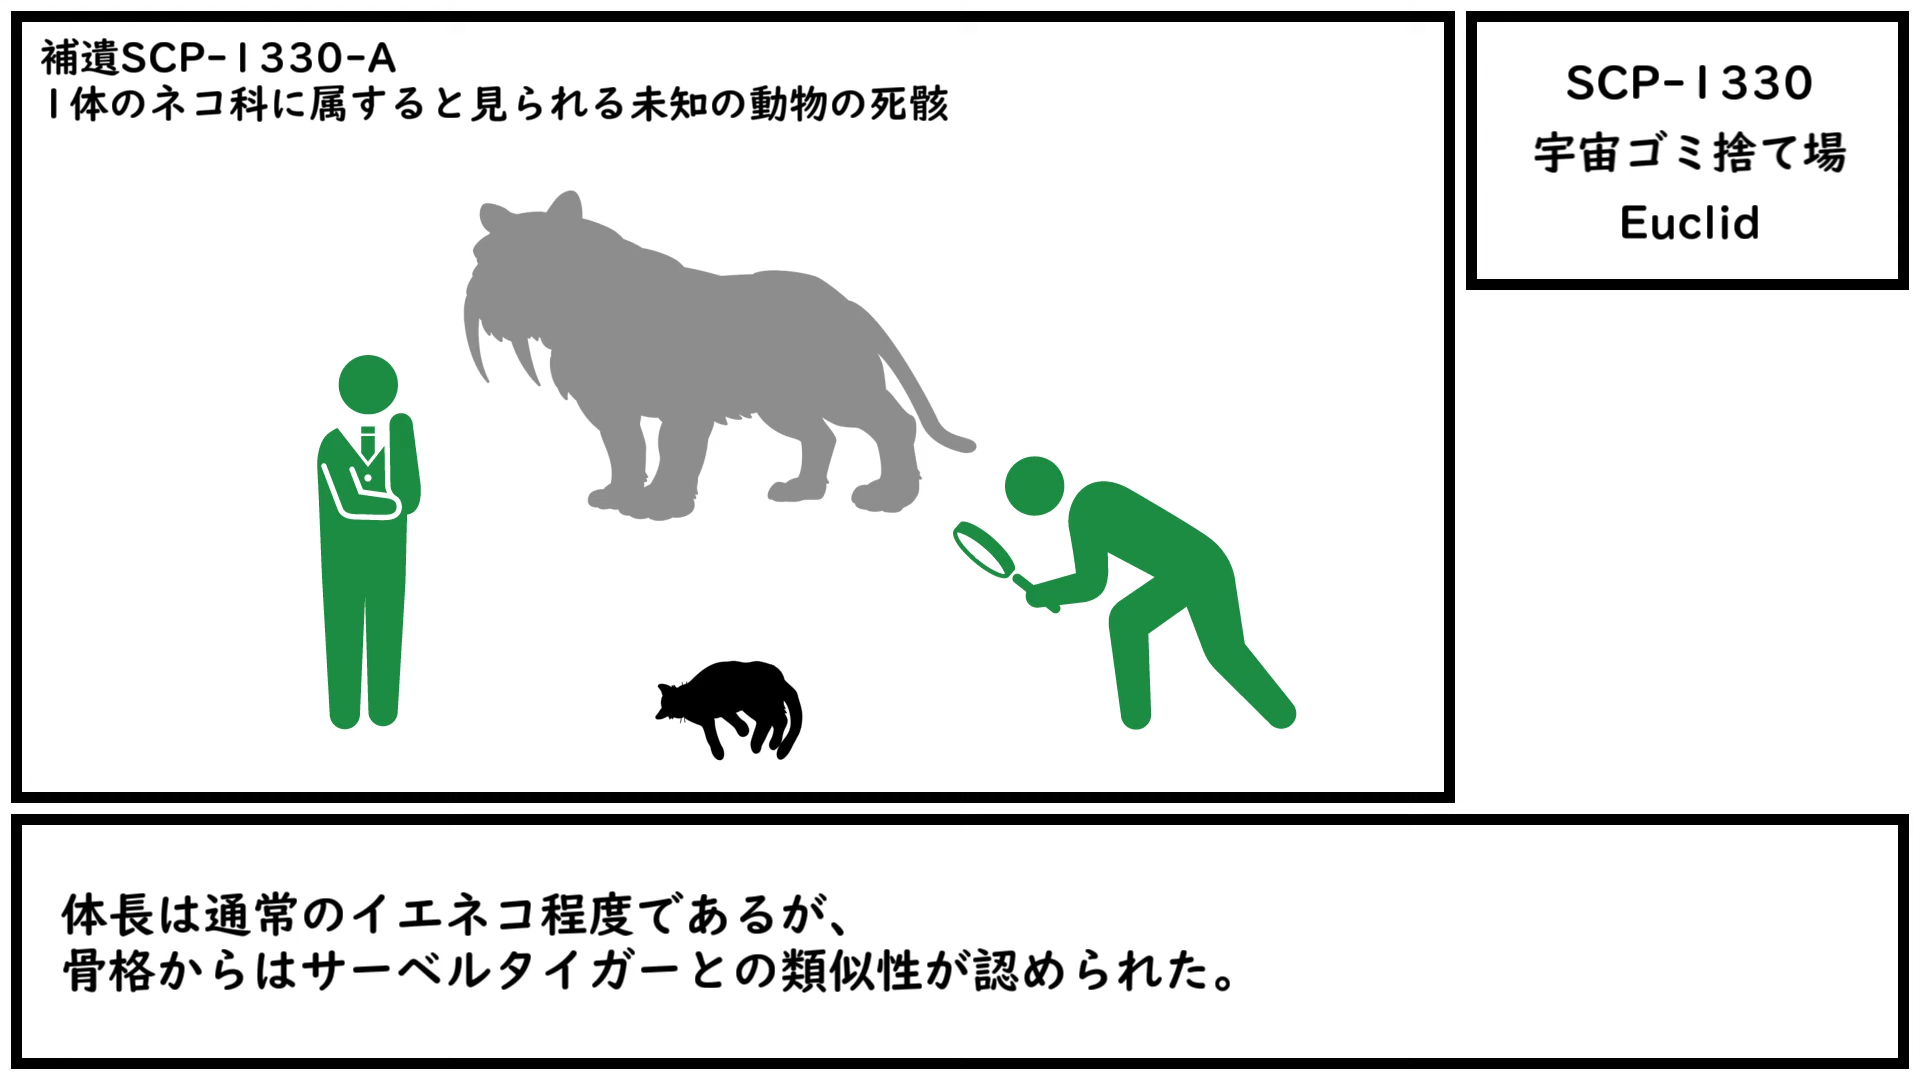 補遺SCP-1330-A
1体のネコ科に属すると見られる未知の動物の死骸
SCP-1330
宇宙ゴミ捨て場
Euclid
体長は通常のイエネコ程度であるが、
骨格からはサーベルタイガーとの類似性が認められた。